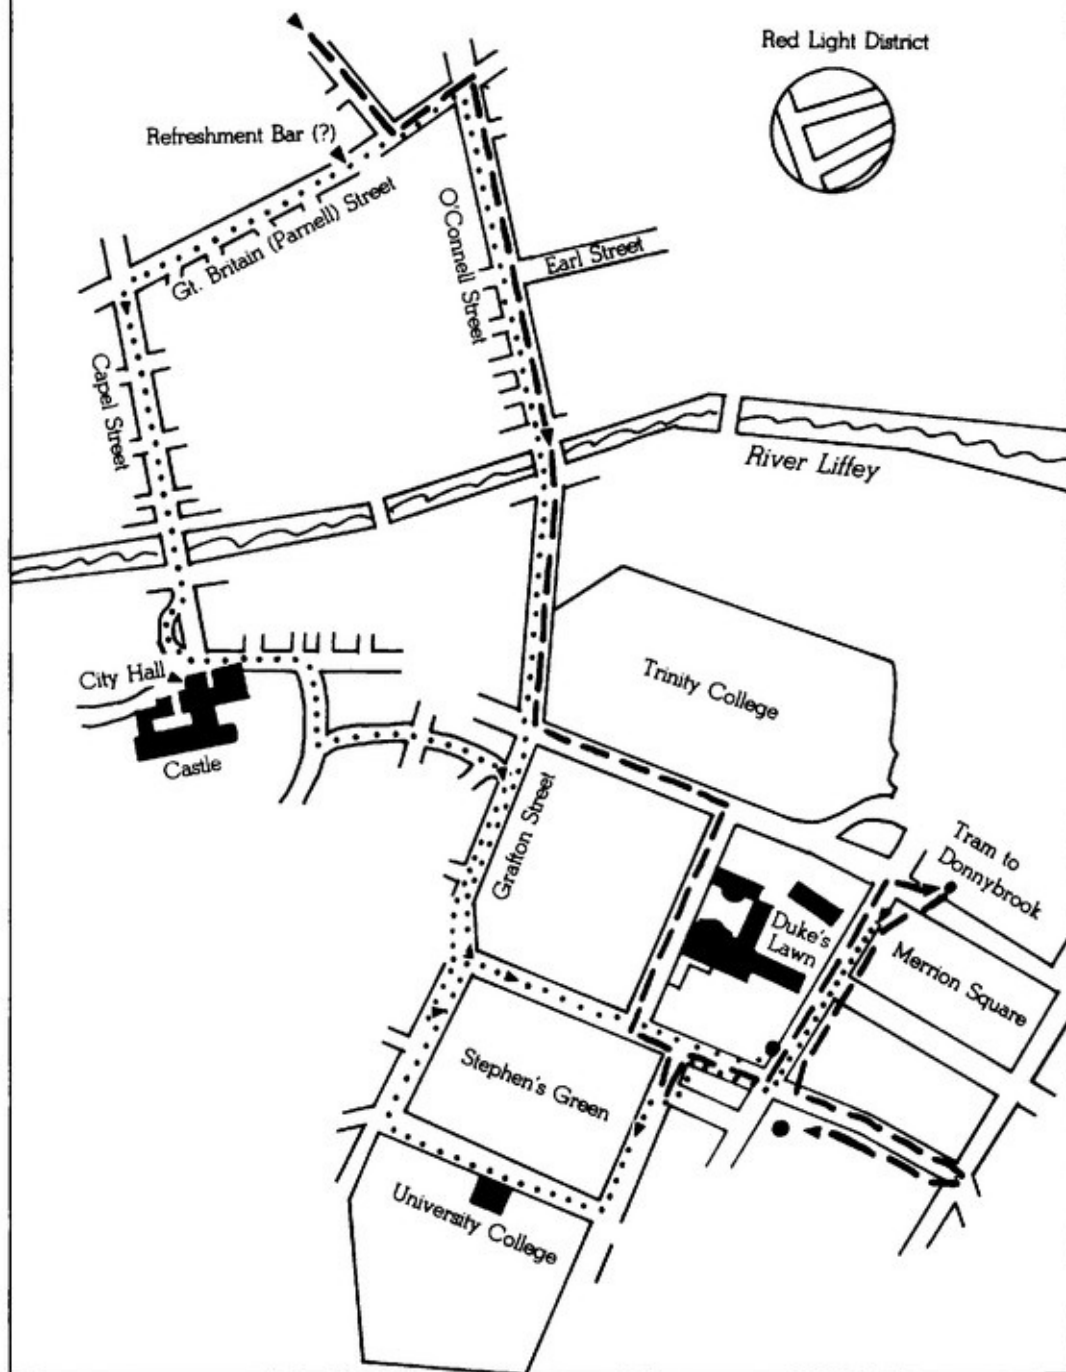 Red Light District
Refreshment Bar (?)
Gt. Britain (Parnell) Street
O'Connell Street
Earl Street
Capel Street
River Liffey
Trinity College
City Hall
Castle
Grafton Street
Tram to
Donnybrook
Duke's
Lawn
Merrion Square
Stephen's Green
University College